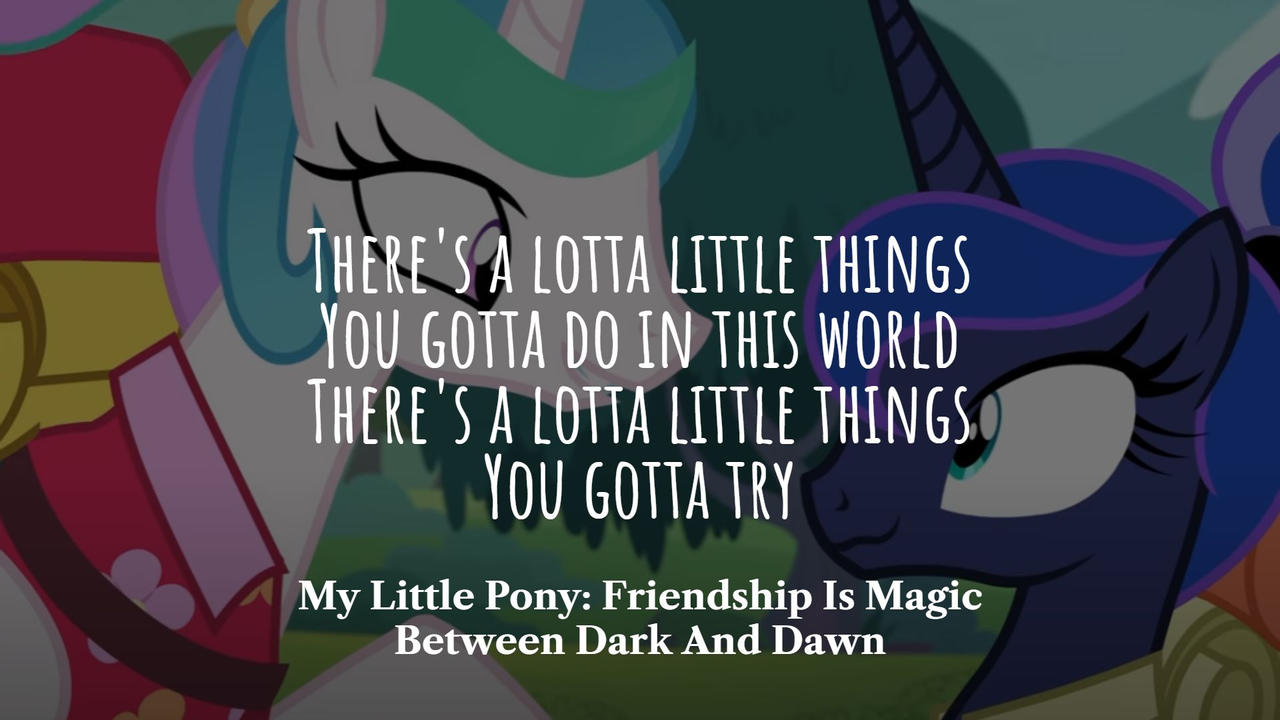 There's a lotta little things
You gotta do in this world
There's a lotta little things
You gotta try
My Little Pony: Friendship Is Magic
Between Dark And Dawn